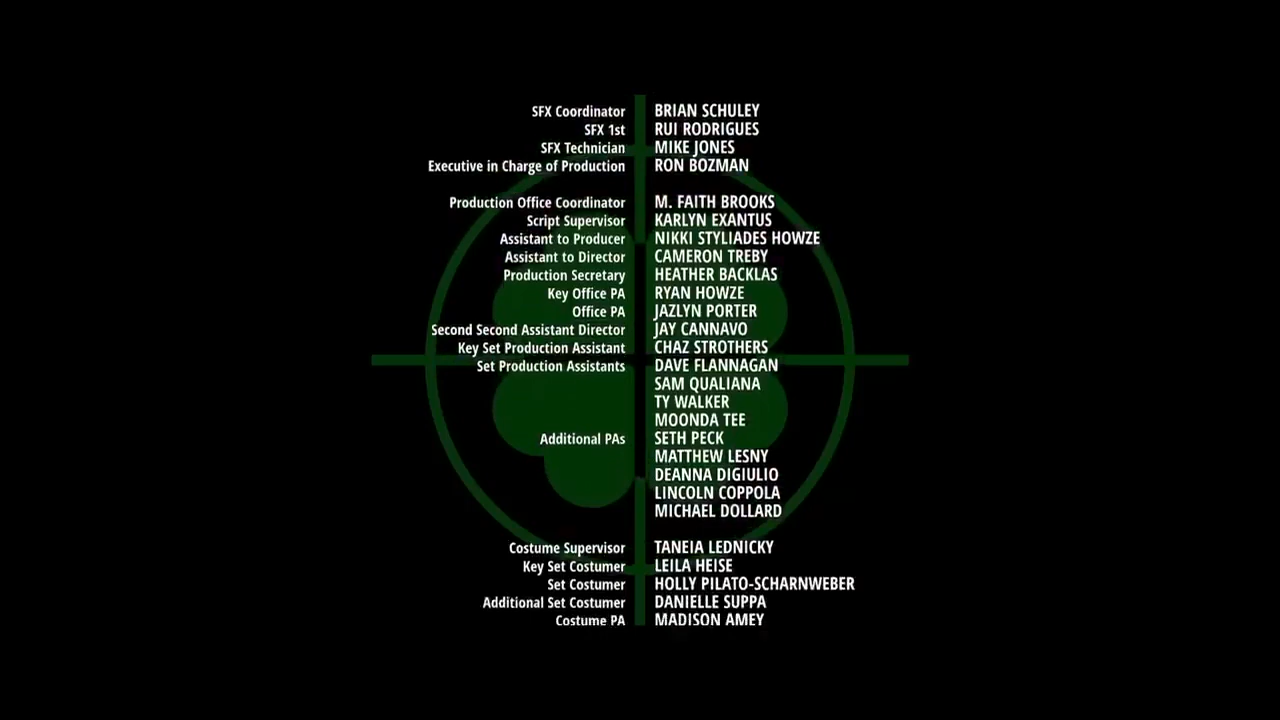 SFX Coordinator BRIAN SCHULEY
SFX 1st RUI RODRIGUES
SFX Technician MIKE JONES
Executive in Charge of Production RON BOZMAN
Production Office Coordinator M. FAITH BROOKS
Script Supervisor KARLYN EXANTUS
Assistant to Producer NIKKI STYLIADES HOWZE
Assistant to Director CAMERON TREBY
Production Secretary HEATHER BACKLAS
Key Office PA RYAN HOWZE
Office PA JAZLYN PORTER
Second Second Assistant Director JAY CANNAVO
Key Set Production Assistant CHAZ STROTHERS
Set Production Assistants DAVE FLANNAGAN
SAM QUALIANA
TY WALKER
MOONDA TEE
Additional PAs SETH PECK
MATTHEW LESNY
DEANNA DIGIULIO
LINCOLN COPPOLA
MICHAEL DOLLARD
Costume Supervisor TANEIA LEDNICKY
Key Set Costumer LEILA HEISE
Set Costumer HOLLY PILATO-SCHARNWEBER
Additional Set Costumer DANIELLE SUPPA
Costume PA MADISON AMEY